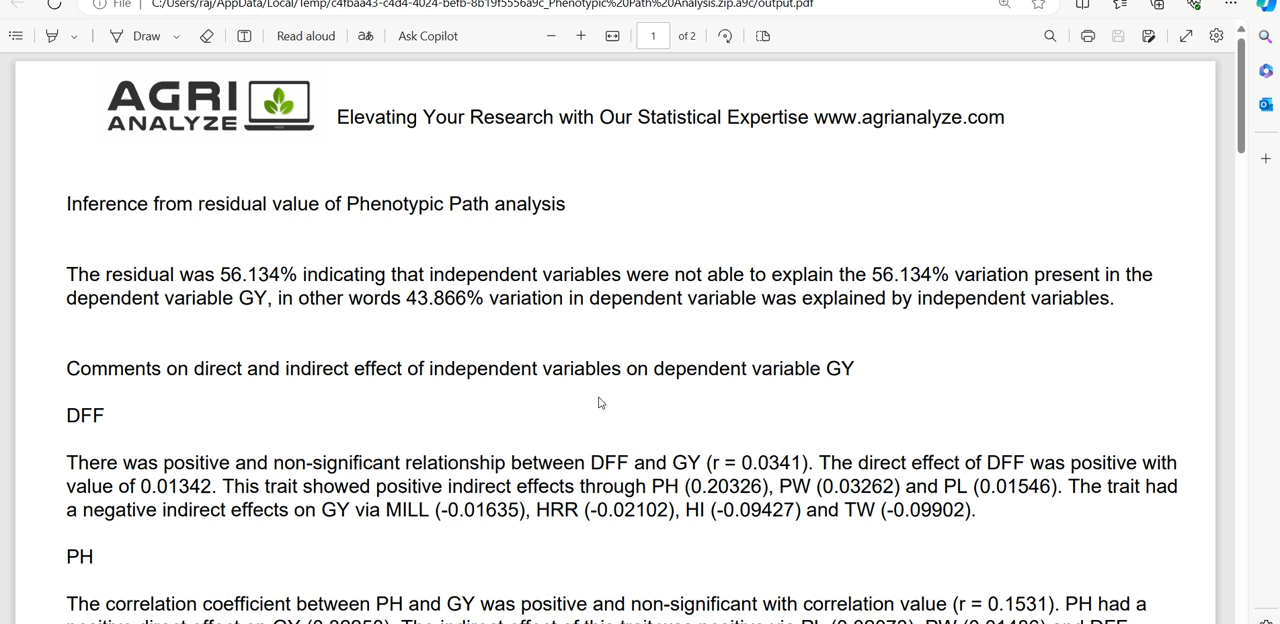 File
C:/Users/raj/AppData/Local/Temp/c4fbaa43-c4d4-4024-befb-8b19f5556a9c_Phenotypic%20Path%20Analysis.zip.a9c/output.pdf
Draw
Read aloud
Ask Copilot
1 of 2
AGRI
ANALYZE
Elevating Your Research with Our Statistical Expertise www.agrianalyze.com
Inference from residual value of Phenotypic Path analysis
The residual was 56.134% indicating that independent variables were not able to explain the 56.134% variation present in the
dependent variable GY, in other words 43.866% variation in dependent variable was explained by independent variables.
Comments on direct and indirect effect of independent variables on dependent variable GY
DFF
There was positive and non-significant relationship between DFF and GY (r = 0.0341). The direct effect of DFF was positive with
value of 0.01342. This trait showed positive indirect effects through PH (0.20326), PW (0.03262) and PL (0.01546). The trait had
a negative indirect effects on GY via MILL (-0.01635), HRR (-0.02102), HI (-0.09427) and TW (-0.09902).
PH
The correlation coefficient between PH and GY was positive and non-significant with correlation value (r = 0.1531). PH had a